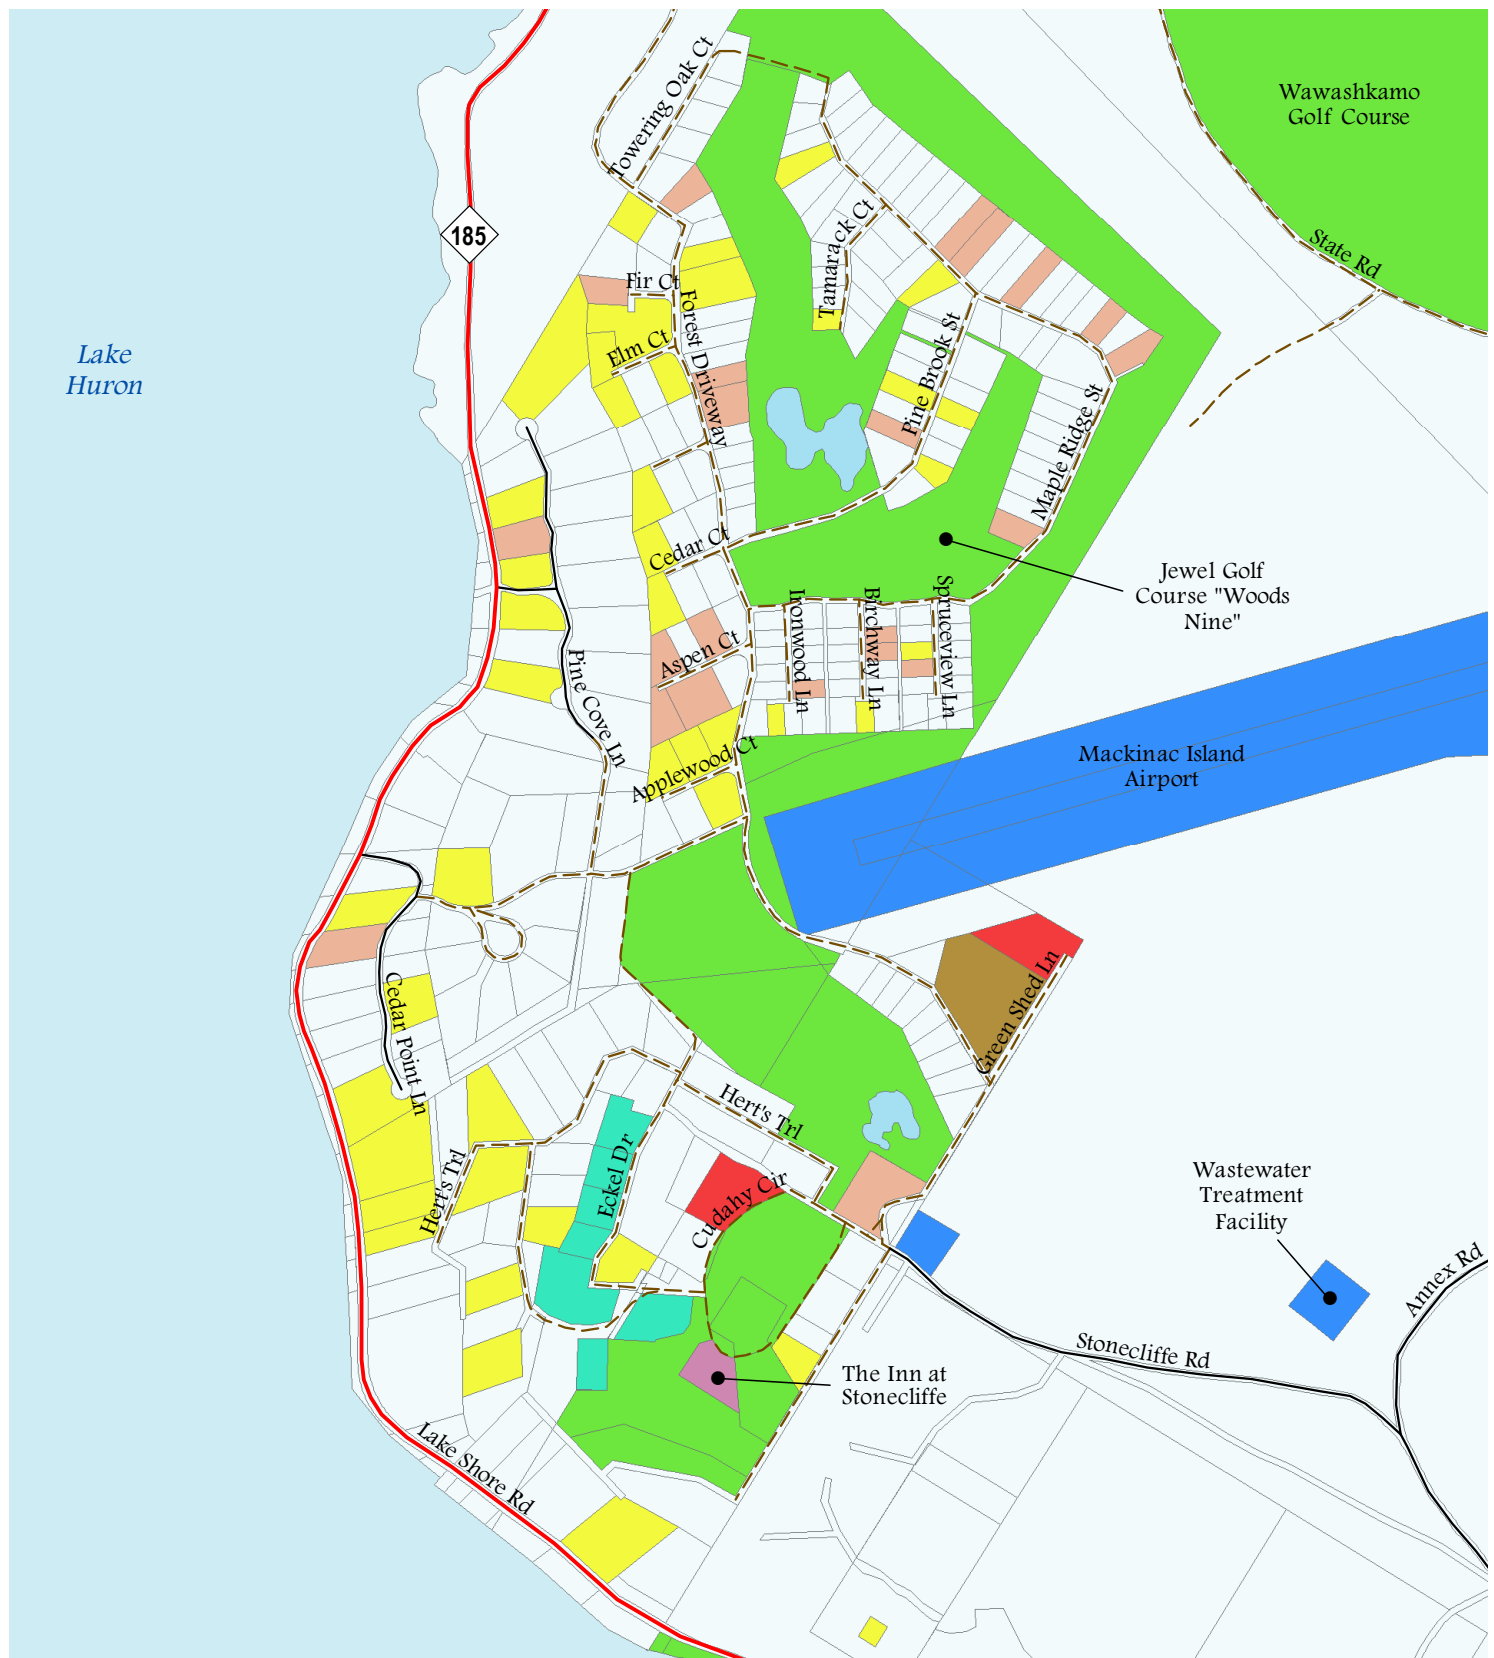 Towering Oak Ct
Wawashkamo
Golf Course
185
State Rd
Tamarack Ct
Fir Ct
Forest Driveway
Elm Ct
Lake
Huron
Pine Brook St
Maple Ridge St
Cedar Ct
Jewel Golf
Course "Woods
Nine"
Ironwood Ln
Birchway Ln
Spruceview Ln
Aspen Ct
Pine Cove Ln
Applewood Ct
Mackinac Island
Airport
Cedar Point Ln
Green Shed Ln
Hert's Trl
Hert's Trl
Eckel Dr
Cudahy Cir
Wastewater
Treatment
Facility
Annex Rd
Stonecliffe Rd
The Inn at
Stonecliffe
Lake Shore Rd